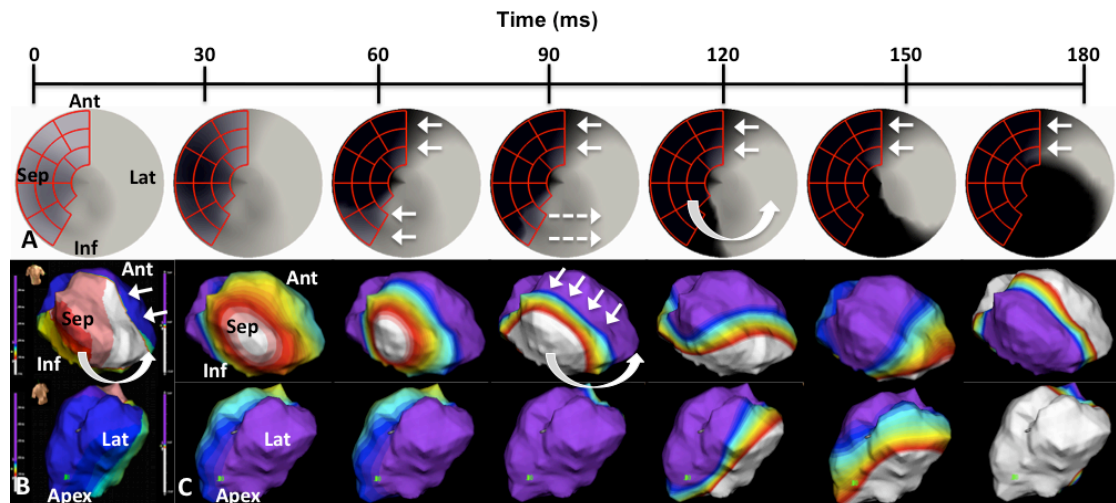 Time (ms)
0 30 60 90 120 150 180
Ant
Sep Lat
Inf
A
Ant
Sep
Inf
Ant
Sep
Inf
Lat
Apex
B
Lat
Apex
C